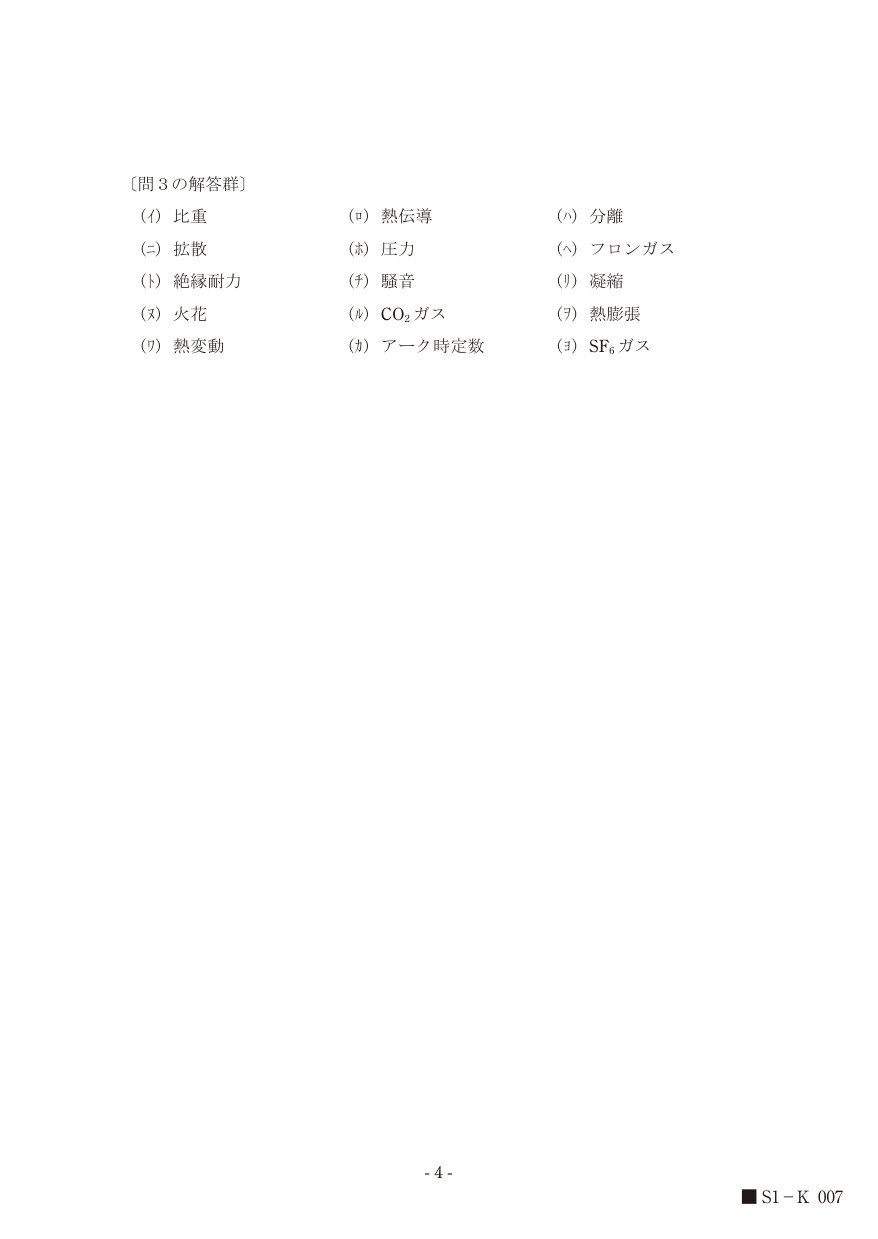 〔問３の解答群〕
(ｲ) 比重 (ﾛ) 熱伝導 (ﾊ) 分離
(ﾆ) 拡散 (ﾎ) 圧力 (ﾍ) フロンガス
(ﾄ) 絶縁耐力 (ﾁ) 騒音 (ﾘ) 凝縮
(ﾇ) 火花 (ﾙ) CO₂ガス (ｦ) 熱膨張
(ﾜ) 熱変動 (ｶ) アーク時定数 (ﾖ) SF₆ガス
- 4 -
■ S1－K 007